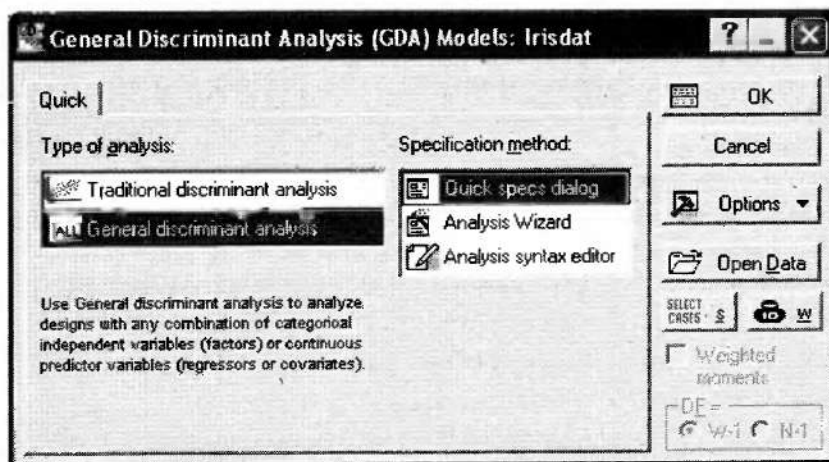 General Discriminant Analysis (GDA) Models: Irisdat
Quick
Type of analysis:
Traditional discriminant analysis
ALL General discriminant analysis
Use General discriminant analysis to analyze
designs with any combination of categorical
independent variables (factors) or continuous
predictor variables (regressors or covariates).
Specification method:
Quick specs dialog
Analysis Wizard
Analysis syntax editor
? _ X
OK
Cancel
Options
Open Data
SELECT
CASES S
W
Weighted
moments
DF =
W-1 N-1